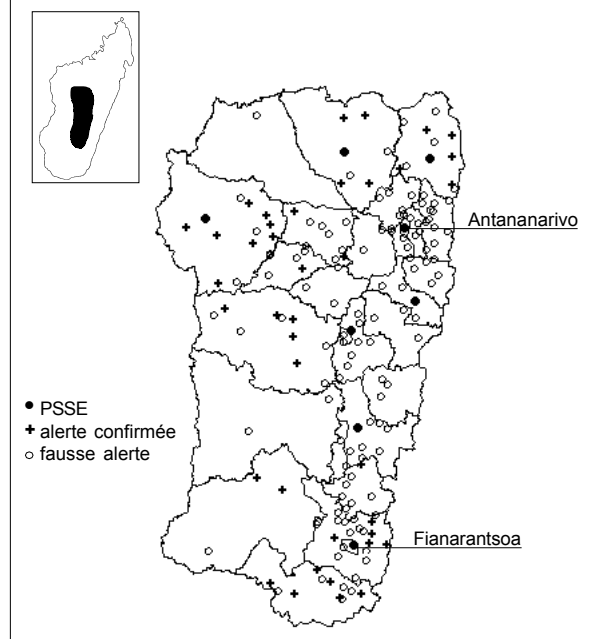 Antananarivo
PSSE
alerte confirmée
fausse alerte
Fianarantsoa